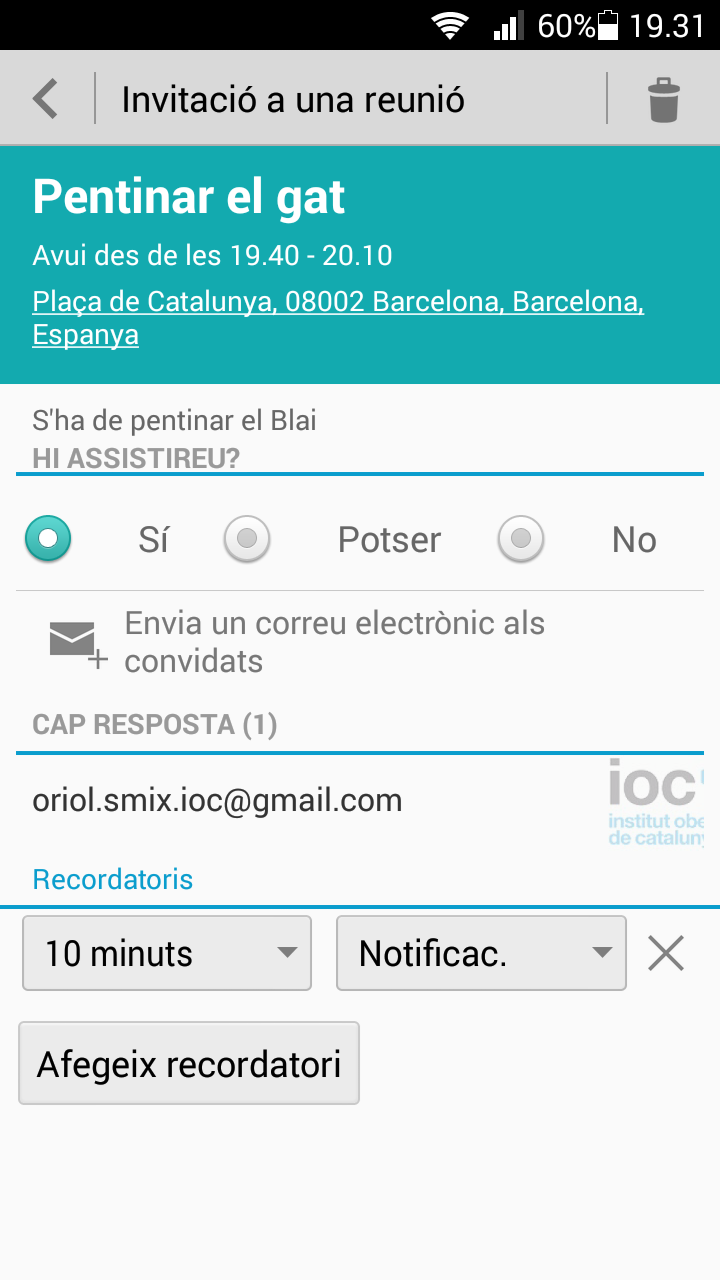 60% 19.31
Invitació a una reunió
Pentinar el gat
Avui des de les 19.40 - 20.10
Plaça de Catalunya, 08002 Barcelona, Barcelona,
Espanya
S'ha de pentinar el Blai
HI ASSISTIREU?
Sí Potser No
Envia un correu electrònic als
convidats
CAP RESPOSTA (1)
oriol.smix.ioc@gmail.com
ioc
institut obe
de catalun
Recordatoris
10 minuts Notificac.
Afegeix recordatori